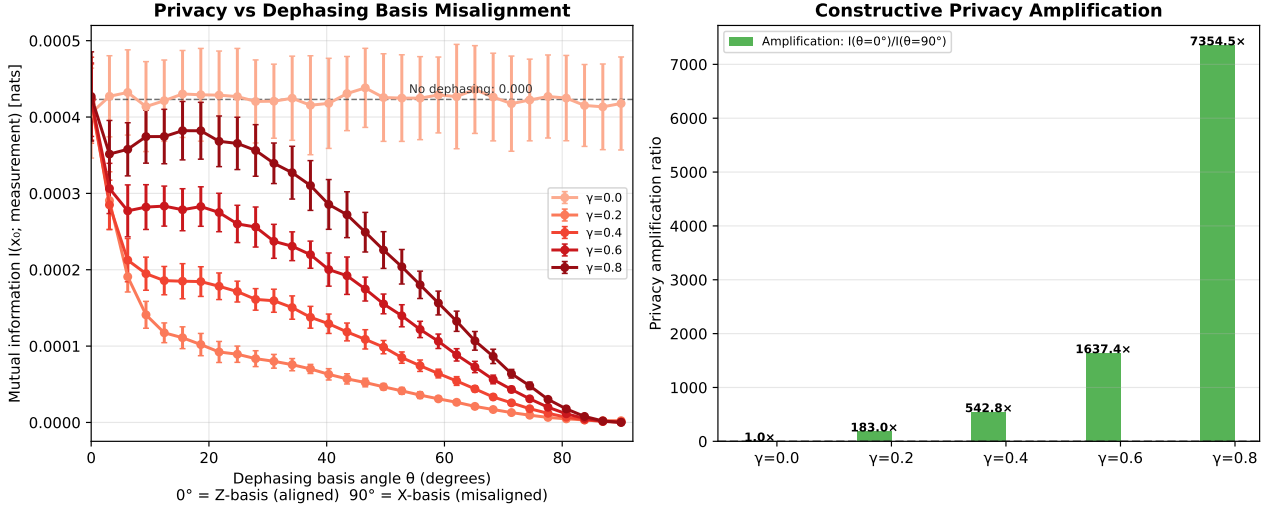 Privacy vs Dephasing Basis Misalignment
Mutual information I(x₀; measurement) [nats]
0.0005
0.0004
0.0003
0.0002
0.0001
0.0000
No dephasing: 0.000
γ=0.0
γ=0.2
γ=0.4
γ=0.6
γ=0.8
0
20
40
60
80
Dephasing basis angle θ (degrees)
0° = Z-basis (aligned)  90° = X-basis (misaligned)
Constructive Privacy Amplification
Privacy amplification ratio
Amplification: I(θ=0°)/I(θ=90°)
7000
6000
5000
4000
3000
2000
1000
0
1.0×
183.0×
542.8×
1637.4×
7354.5×
γ=0.0
γ=0.2
γ=0.4
γ=0.6
γ=0.8